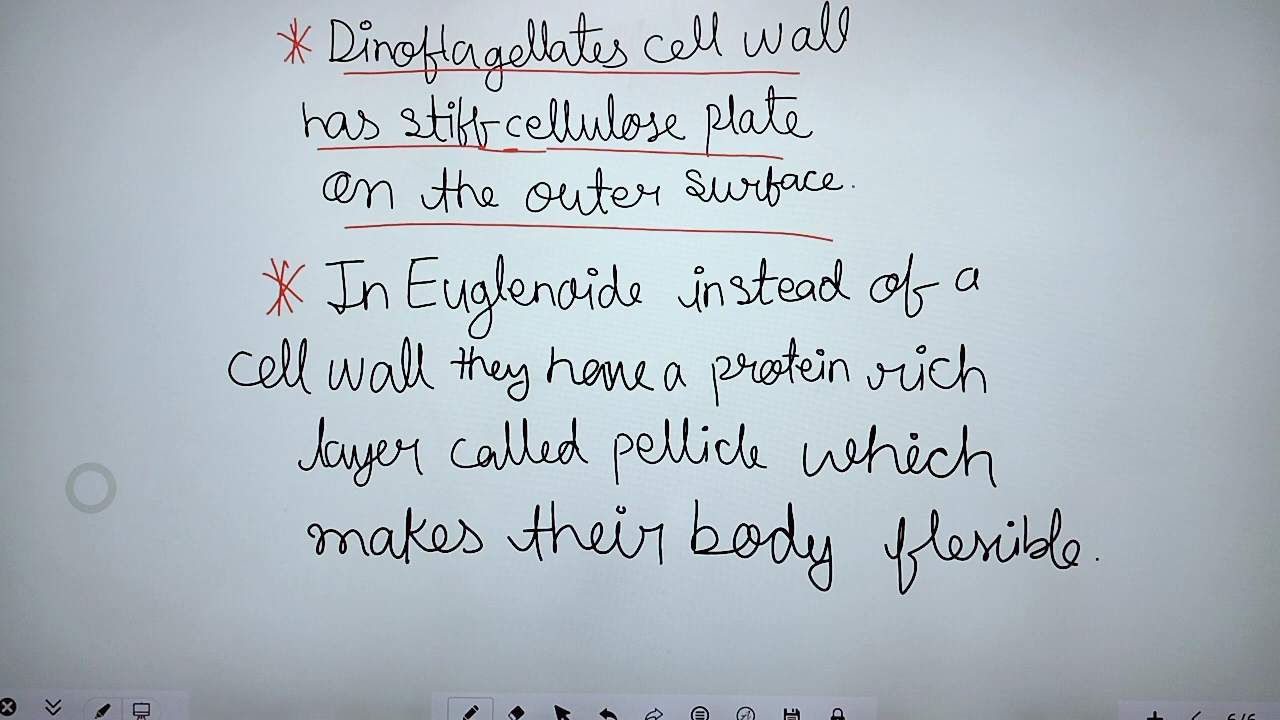 * Dinoflagellates cell wall
has stiff cellulose plate
on the outer surface.
* In Euglenoide instead of a
cell wall they have a protein rich
layer called pellicle which
makes their body flexible.